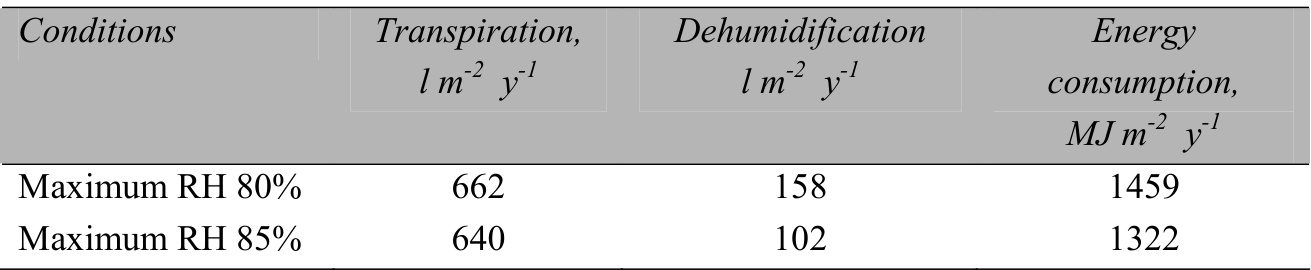 Conditions Transpiration, Dehumidification Energy
l m-2 y-1 l m-2 y-1 consumption,
MJ m-2 y-1
Maximum RH 80% 662 158 1459
Maximum RH 85% 640 102 1322